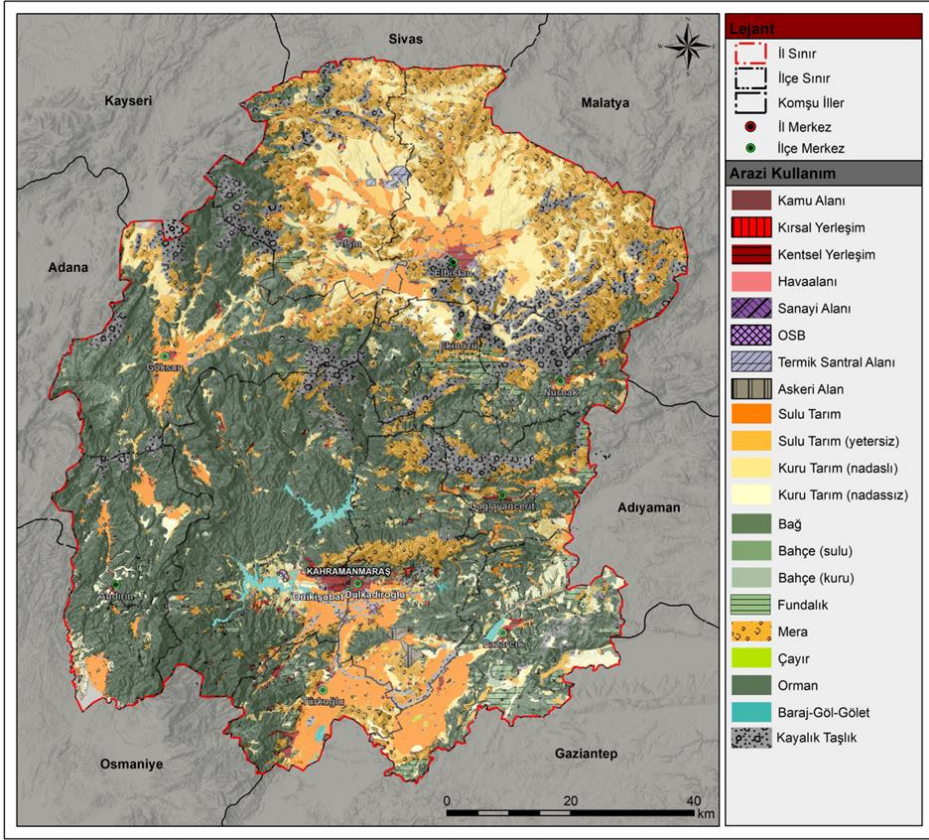 Sivas
N
Kayseri
Malatya
Adana
Afşin
Elbistan
Ekinözü
Göksun
Nurhak
Çağlayancerit
Adıyaman
KAHRAMANMARAŞ
Onikişubat
Dulkadiroğlu
Andırın
Pazarcık
Türkoğlu
Osmaniye
Gaziantep
0 20 40
km
Lejant
İl Sınır
İlçe Sınır
Komşu İller
İl Merkez
İlçe Merkez
Arazi Kullanım
Kamu Alanı
Kırsal Yerleşim
Kentsel Yerleşim
Havaalanı
Sanayi Alanı
OSB
Termik Santral Alanı
Askeri Alan
Sulu Tarım
Sulu Tarım (yetersiz)
Kuru Tarım (nadaslı)
Kuru Tarım (nadassız)
Bağ
Bahçe (sulu)
Bahçe (kuru)
Fundalık
Mera
Çayır
Orman
Baraj-Göl-Gölet
Kayalık Taşlık